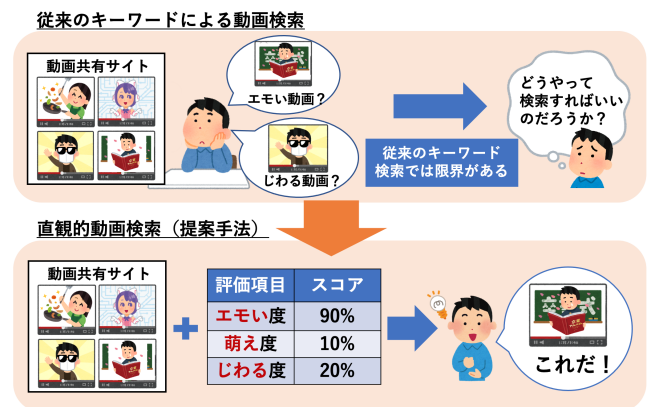 従来のキーワードによる動画検索
動画共有サイト
エモい動画？
じわる動画？
従来のキーワード
検索では限界がある
どうやって
検索すればいい
のだろうか？
直観的動画検索（提案手法）
動画共有サイト
評価項目 スコア
エモい度 90%
萌え度 10%
じわる度 20%
これだ！